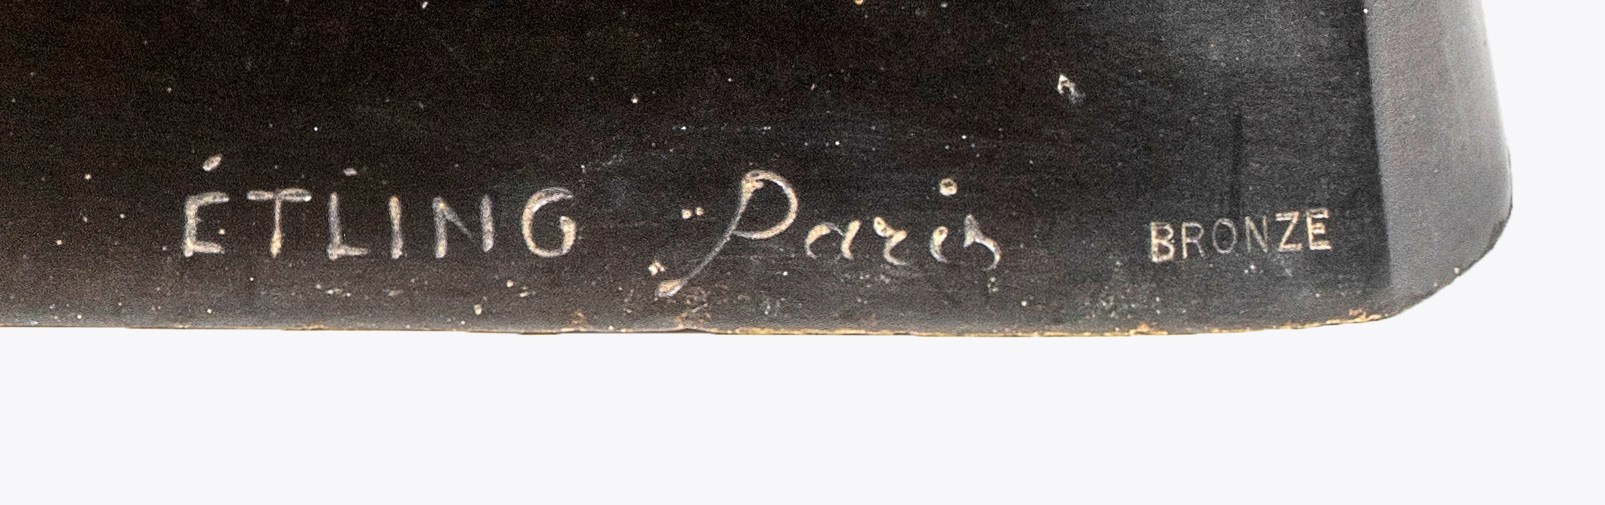 ÉTLING Paris BRONZE